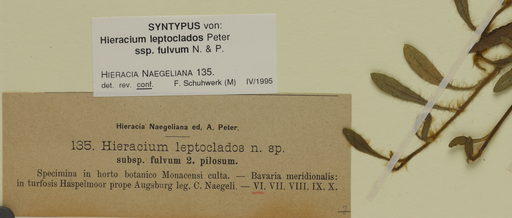 SYNTYPUS von:
Hieracium leptoclados Peter
ssp. fulvum N. & P.
HIERACIA NAEGELIANA 135.
det. rev. conf. F. Schuhwerk (M) IV/1995
Hieracia Naegeliana ed. A. Peter.
135. Hieracium leptoclados n. sp.
subsp. fulvum 2. pilosum.
Specimina in horto botanico Monacensi culta. — Bavaria meridionalis:
in turfosis Haspelmoor prope Augsburg leg. C. Naegeli. — VI. VII. VIII. IX. X.